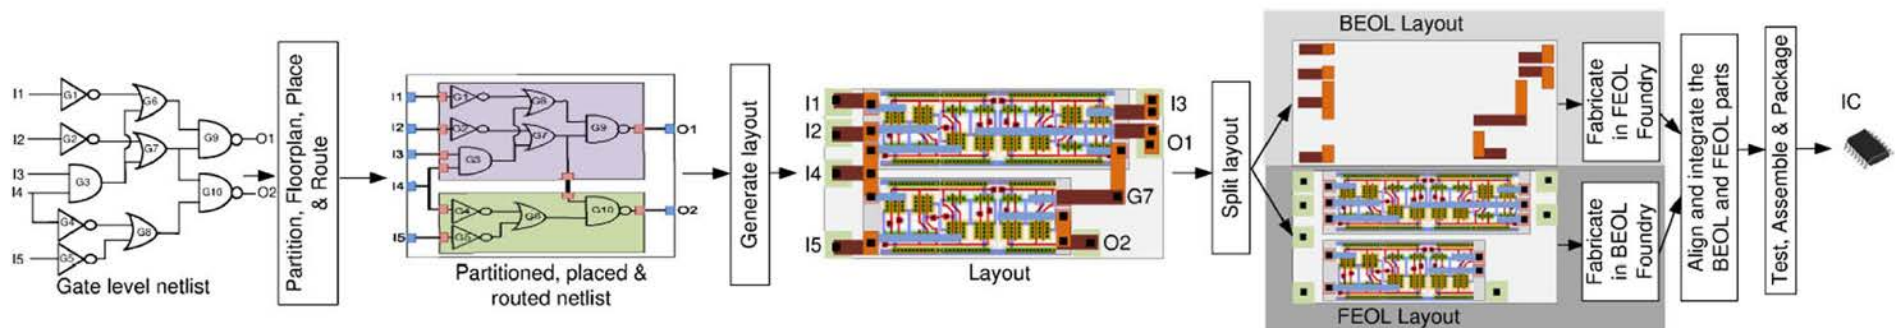 I1
I2
I3
I4
I5
G1
G2
G3
G4
G5
G6
G7
G8
G9
G10
O1
O2
Gate level netlist
Partition, Floorplan, Place
& Route
I1
I2
I3
I4
I5
G1
G2
G3
G4
G5
G7
G9
G10
O1
O2
Partitioned, placed &
routed netlist
Generate layout
I1
I2
I4
I5
I3
O1
G7
O2
Layout
Split layout
BEOL Layout
Fabricate
in FEOL
Foundry
Fabricate
in BEOL
Foundry
FEOL Layout
Align and integrate the
BEOL and FEOL parts
Test, Assemble & Package
IC